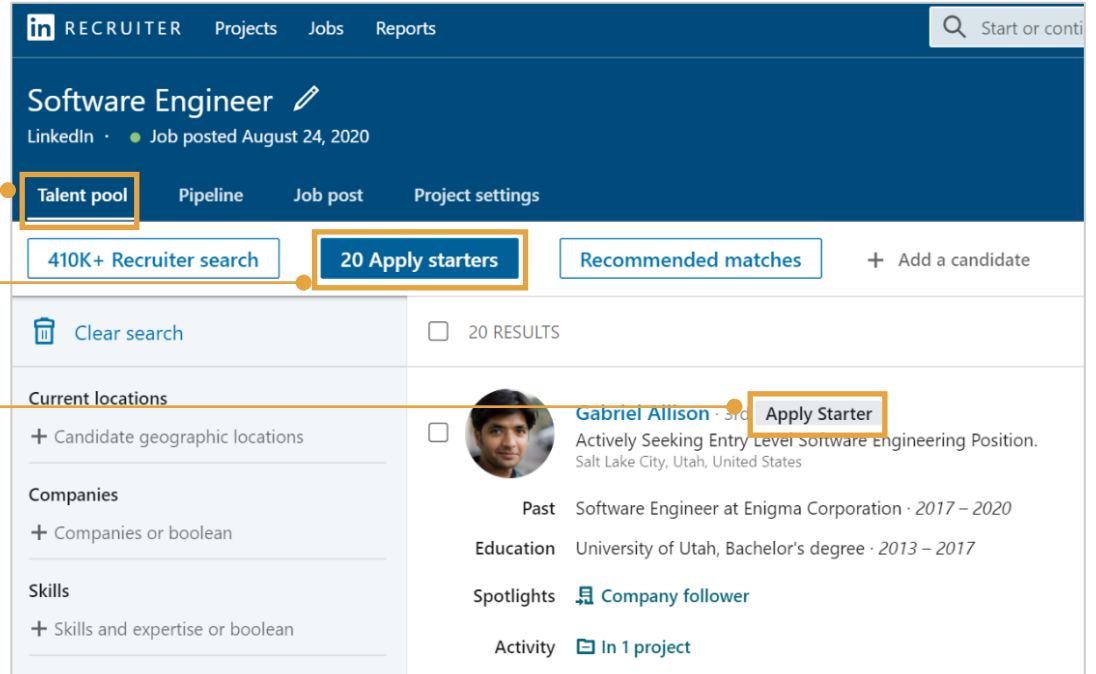 in RECRUITER Projects Jobs Reports Start or conti
Software Engineer
LinkedIn · Job posted August 24, 2020
Talent pool Pipeline Job post Project settings
410K+ Recruiter search 20 Apply starters Recommended matches + Add a candidate
Clear search
20 RESULTS
Current locations
+ Candidate geographic locations
Companies
+ Companies or boolean
Skills
+ Skills and expertise or boolean
Gabriel Allison · 3rd Apply Starter
Actively Seeking Entry Level Software Engineering Position.
Salt Lake City, Utah, United States
Past Software Engineer at Enigma Corporation · 2017 – 2020
Education University of Utah, Bachelor's degree · 2013 – 2017
Spotlights Company follower
Activity In 1 project